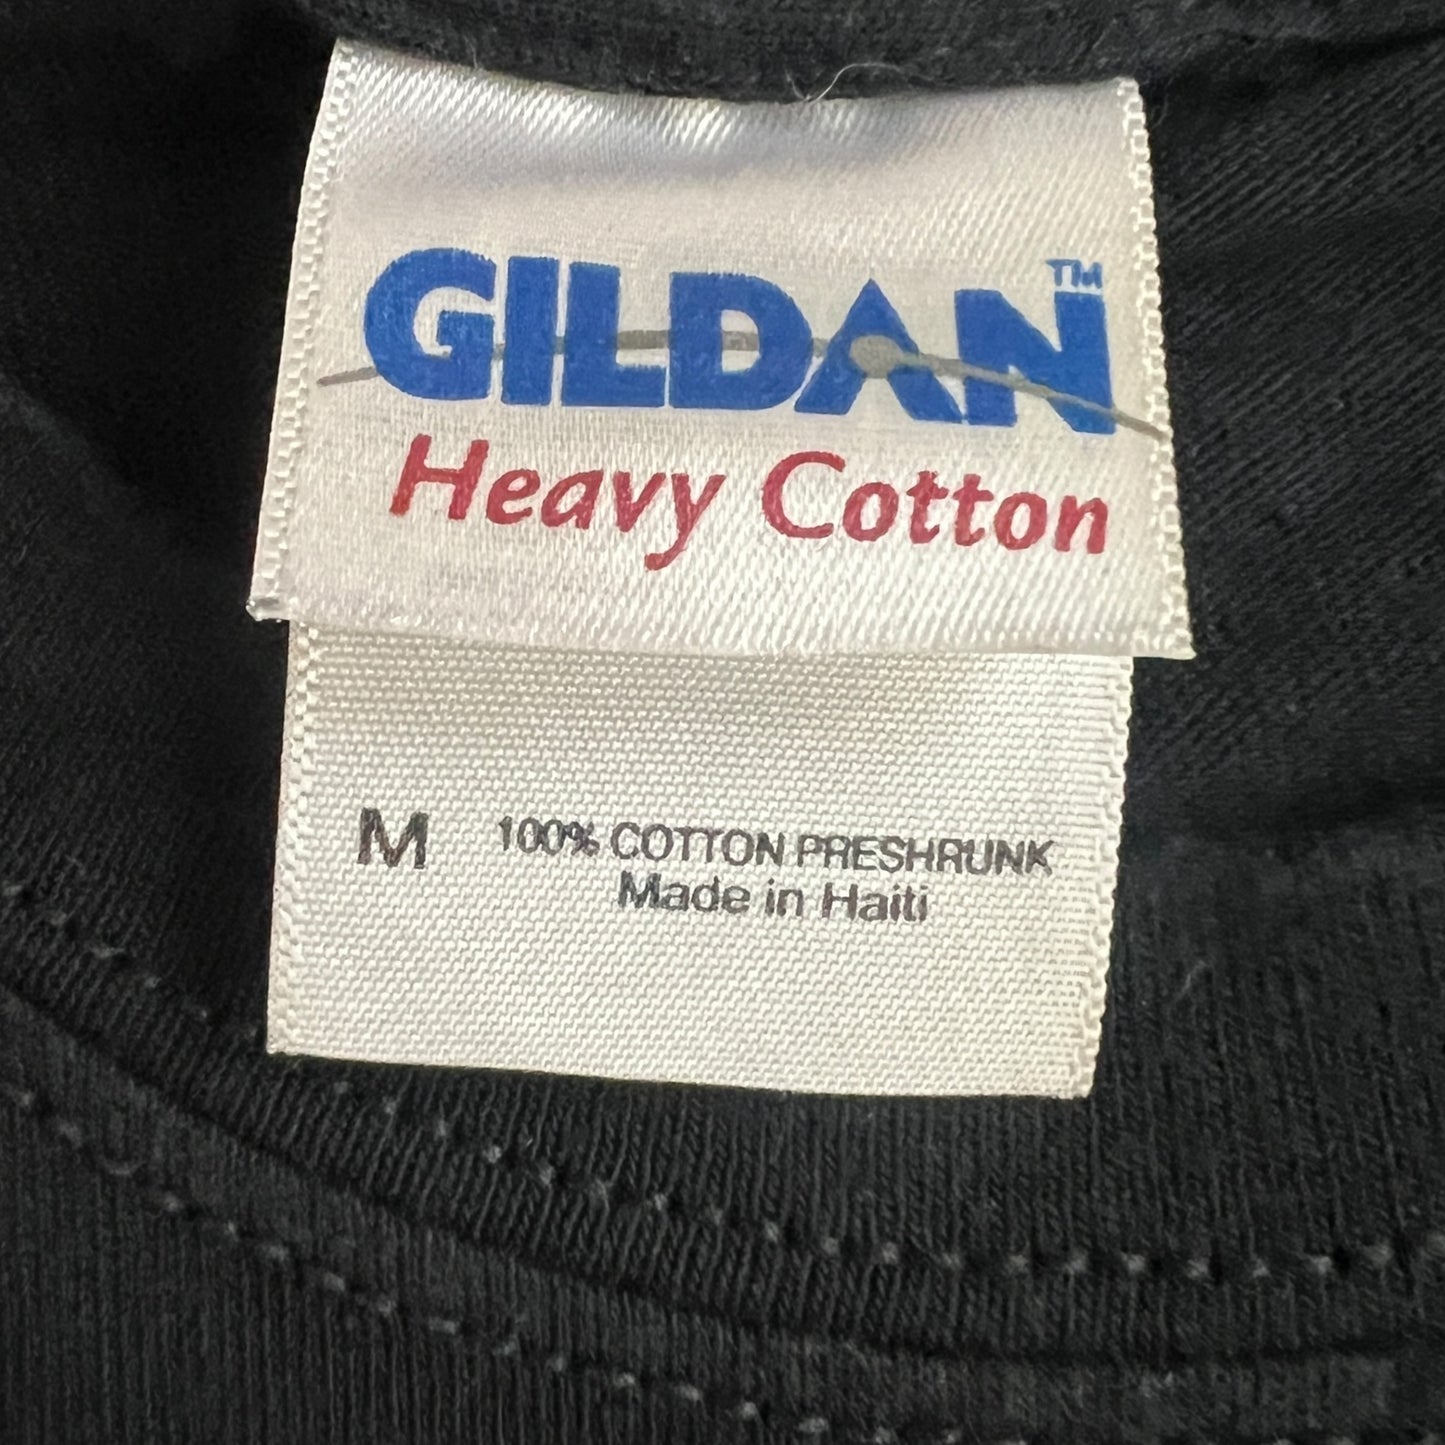 GILDAN™
Heavy Cotton
M 100% COTTON PRESHRUNK
Made in Haiti